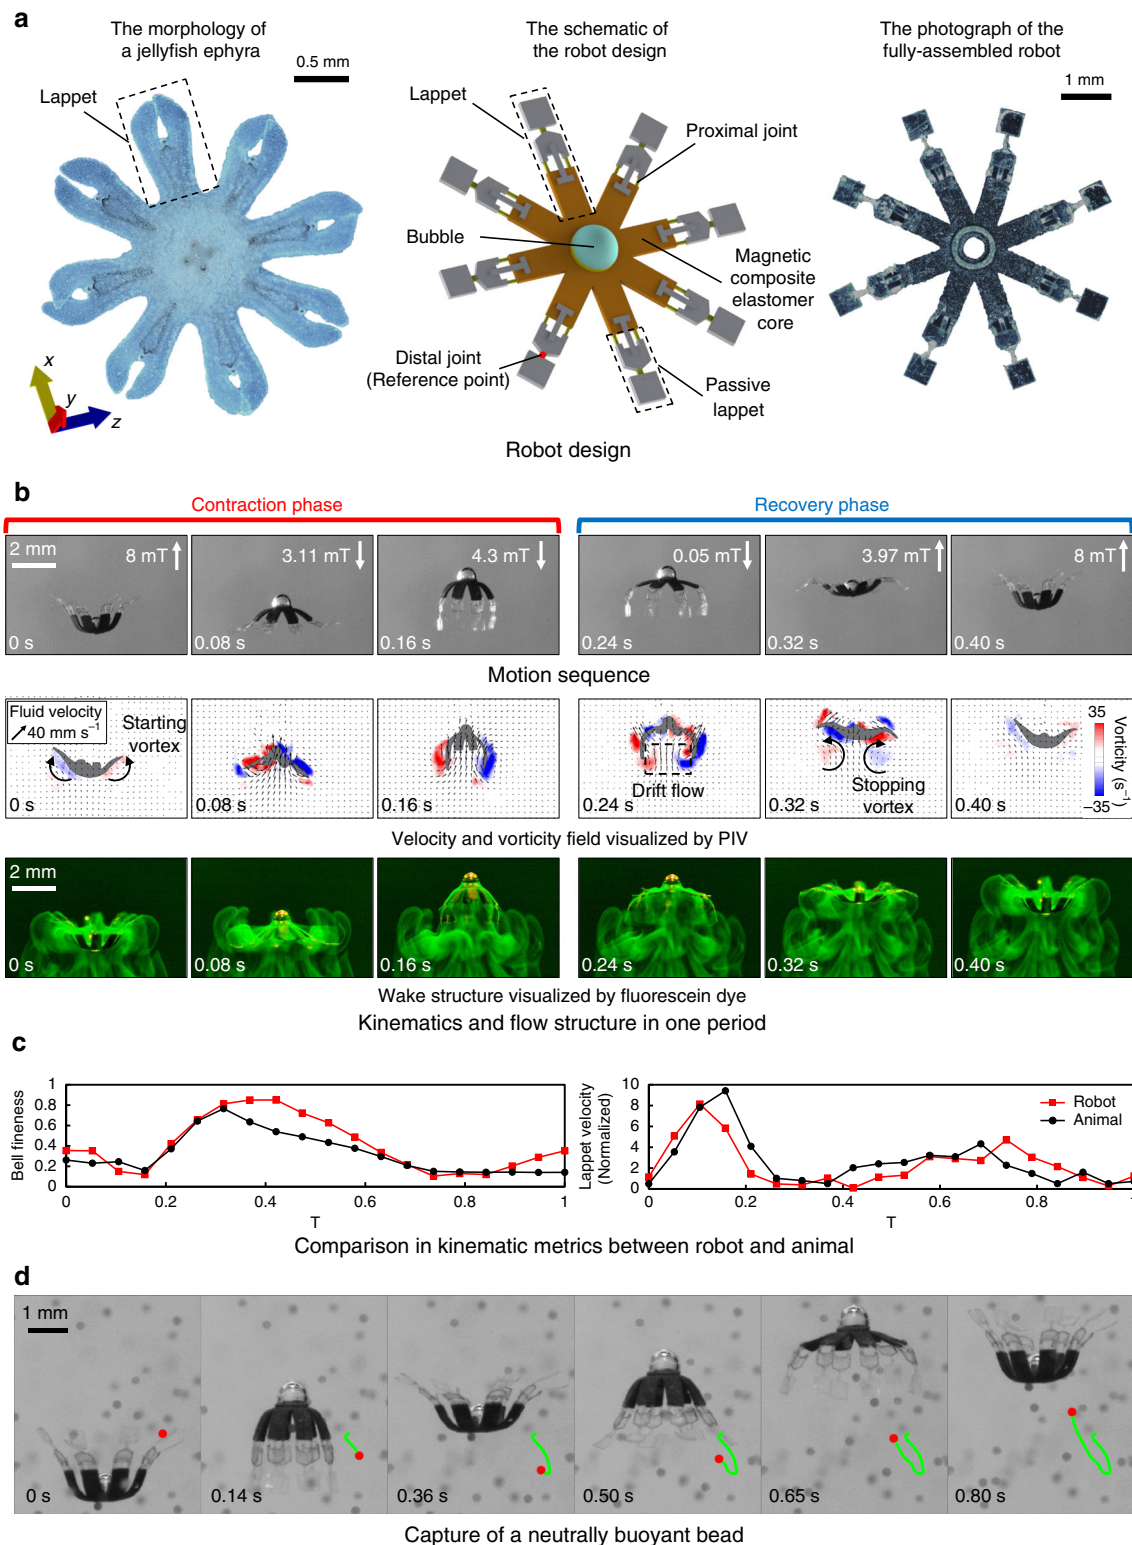 a
The morphology of
a jellyfish ephyra
The schematic of
the robot design
The photograph of the
fully-assembled robot
0.5 mm
1 mm
Lappet
Lappet
Proximal joint
Bubble
Magnetic
composite
elastomer
core
Distal joint
(Reference point)
Passive
lappet
x
y
z
Robot design
b
Contraction phase
Recovery phase
2 mm
8 mT
3.11 mT
4.3 mT
0.05 mT
3.97 mT
8 mT
0 s
0.08 s
0.16 s
0.24 s
0.32 s
0.40 s
Motion sequence
Fluid velocity
40 mm s⁻¹
Starting
vortex
Drift flow
Stopping
vortex
35
−35
Vorticity (s⁻¹)
0 s
0.08 s
0.16 s
0.24 s
0.32 s
0.40 s
Velocity and vorticity field visualized by PIV
2 mm
0 s
0.08 s
0.16 s
0.24 s
0.32 s
0.40 s
Wake structure visualized by fluorescein dye
Kinematics and flow structure in one period
c
Bell fineness
1
0.8
0.6
0.4
0.2
0
0
0.2
0.4
0.6
0.8
1
T
Lappet velocity
(Normalized)
10
8
6
4
2
0
Robot
Animal
0
0.2
0.4
0.6
0.8
1
T
Comparison in kinematic metrics between robot and animal
d
1 mm
0 s
0.14 s
0.36 s
0.50 s
0.65 s
0.80 s
Capture of a neutrally buoyant bead